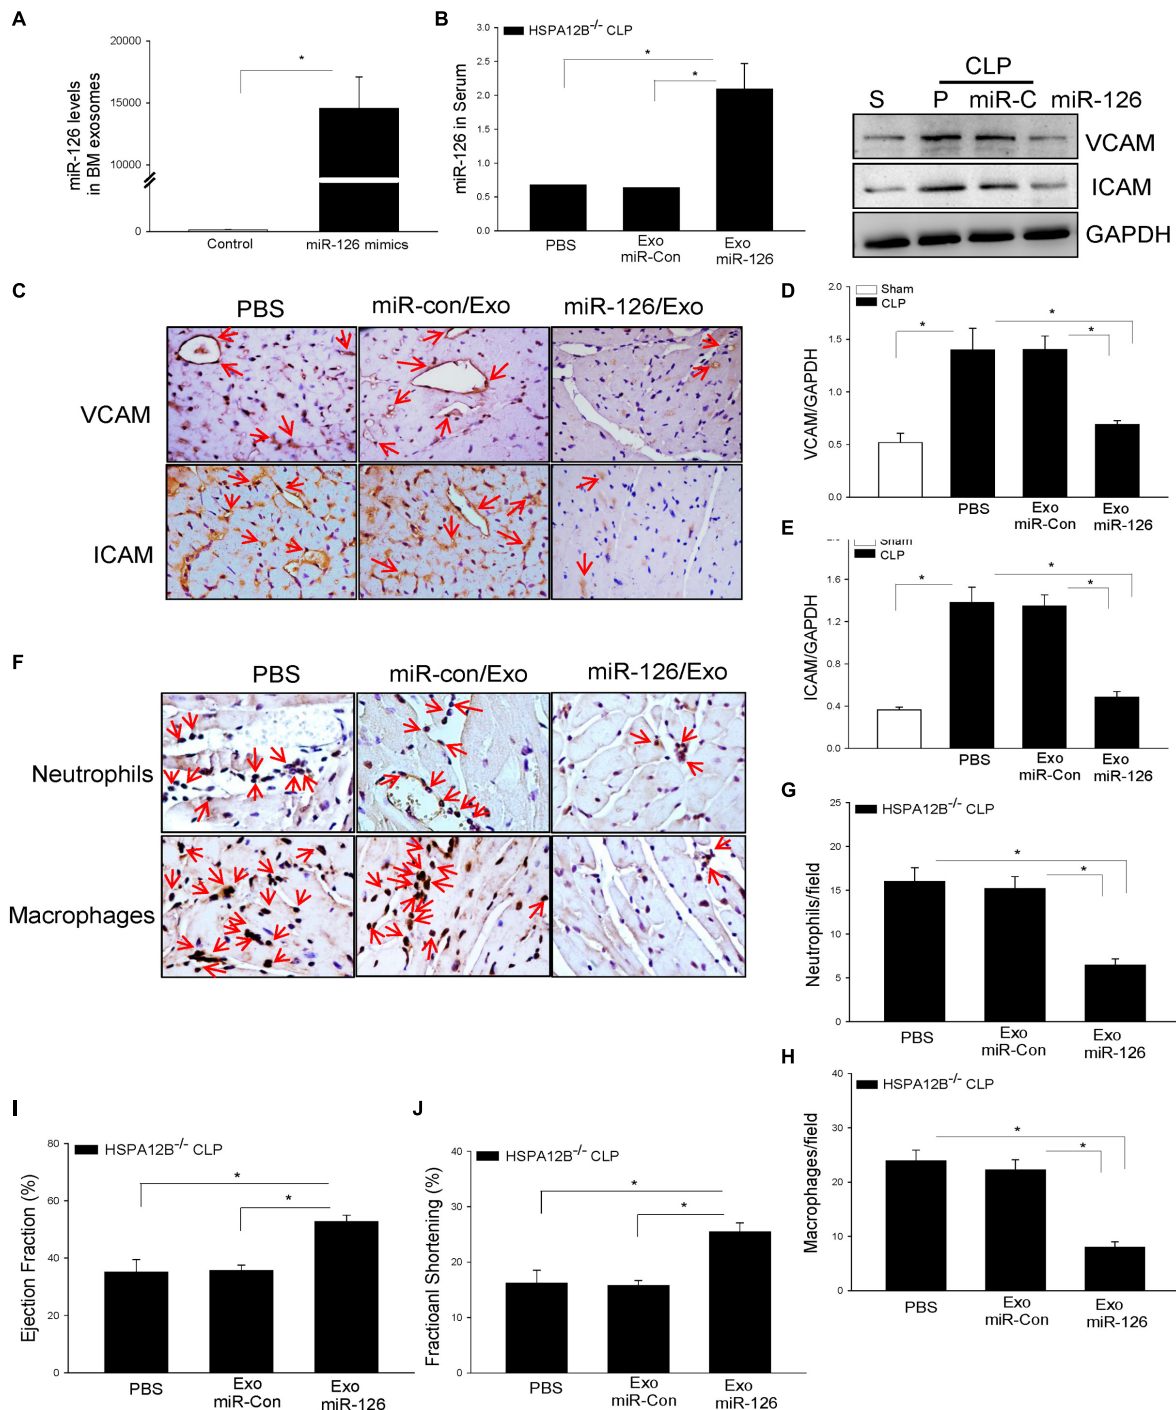 A
miR-126 levels
in BM exosomes
20000
15000
10000
0
*
Control
miR-126 mimics
B
HSPA12B-/- CLP
miR-126 in Serum
3.0
2.5
2.0
1.5
1.0
0.5
0.0
*
*
PBS
Exo
miR-Con
Exo
miR-126
CLP
S P miR-C miR-126
VCAM
ICAM
GAPDH
C
PBS
miR-con/Exo
miR-126/Exo
VCAM
ICAM
D
Sham
CLP
VCAM/GAPDH
2.0
1.5
1.0
0.5
0.0
*
*
*
PBS
Exo
miR-Con
Exo
miR-126
E
Sham
CLP
ICAM/GAPDH
1.6
1.2
0.8
0.4
0.0
*
*
*
PBS
Exo
miR-Con
Exo
miR-126
F
PBS
miR-con/Exo
miR-126/Exo
Neutrophils
Macrophages
G
HSPA12B-/- CLP
Neutrophils/field
25
20
15
10
5
0
*
*
PBS
Exo
miR-Con
Exo
miR-126
H
HSPA12B-/- CLP
Macrophages/field
40
30
20
10
0
*
*
PBS
Exo
miR-Con
Exo
miR-126
I
HSPA12B-/- CLP
Ejection Fraction (%)
80
60
40
20
0
*
*
PBS
Exo
miR-Con
Exo
miR-126
J
HSPA12B-/- CLP
Fractioanl Shortening (%)
40
30
20
10
0
*
*
PBS
Exo
miR-Con
Exo
miR-126